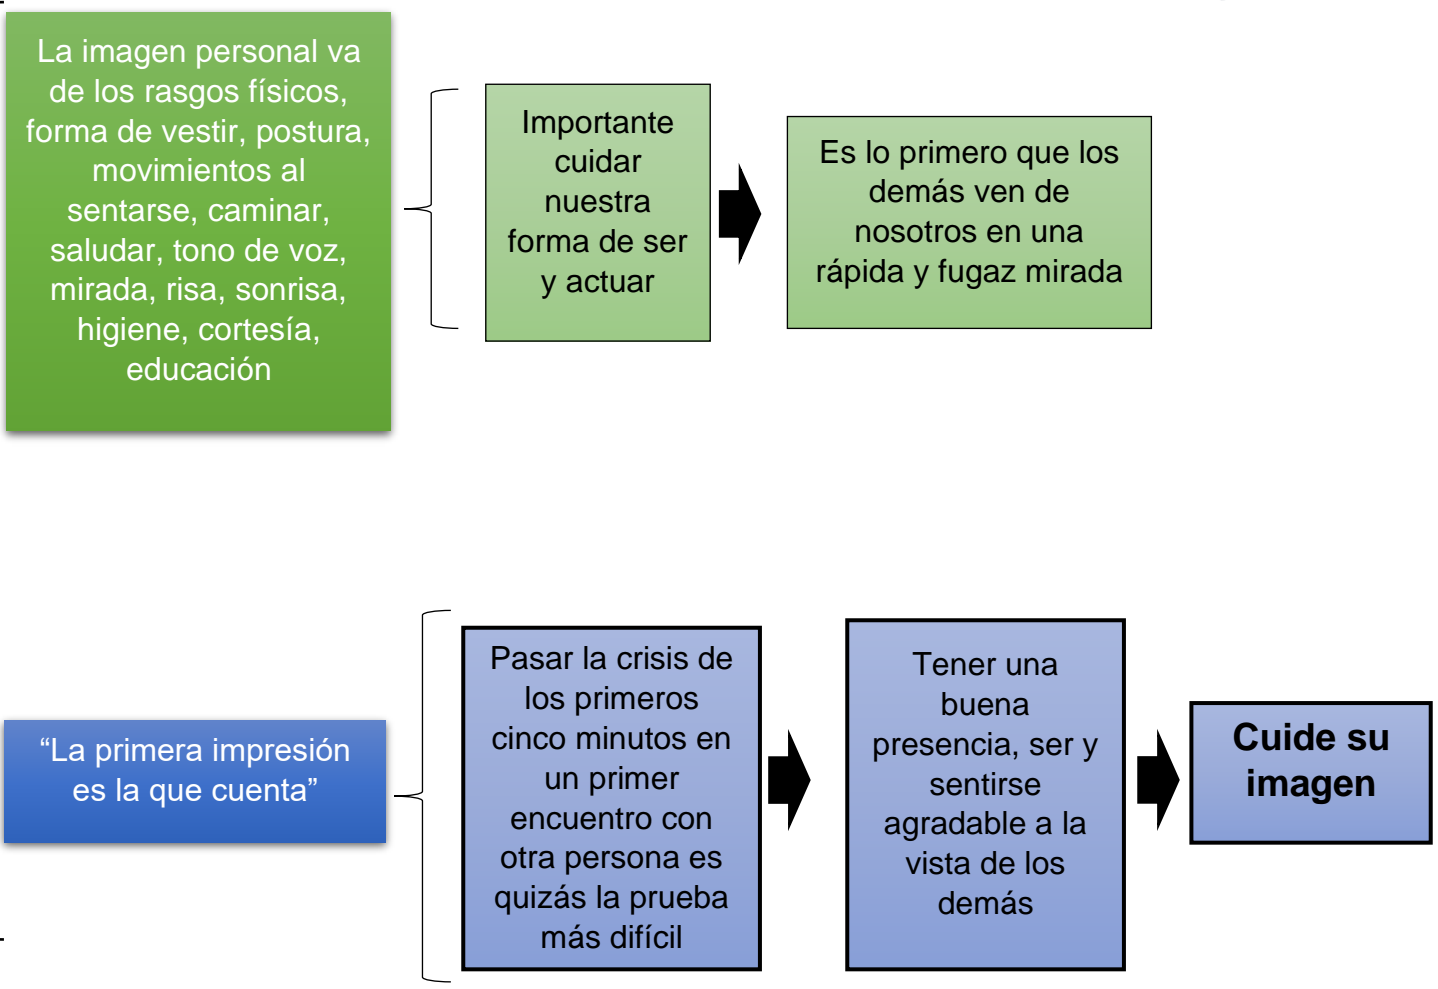 La imagen personal va
de los rasgos físicos,
forma de vestir, postura,
movimientos al
sentarse, caminar,
saludar, tono de voz,
mirada, risa, sonrisa,
higiene, cortesía,
educación
Importante
cuidar
nuestra
forma de ser
y actuar
Es lo primero que los
demás ven de
nosotros en una
rápida y fugaz mirada
“La primera impresión
es la que cuenta”
Pasar la crisis de
los primeros
cinco minutos en
un primer
encuentro con
otra persona es
quizás la prueba
más difícil
Tener una
buena
presencia, ser y
sentirse
agradable a la
vista de los
demás
Cuide su
imagen